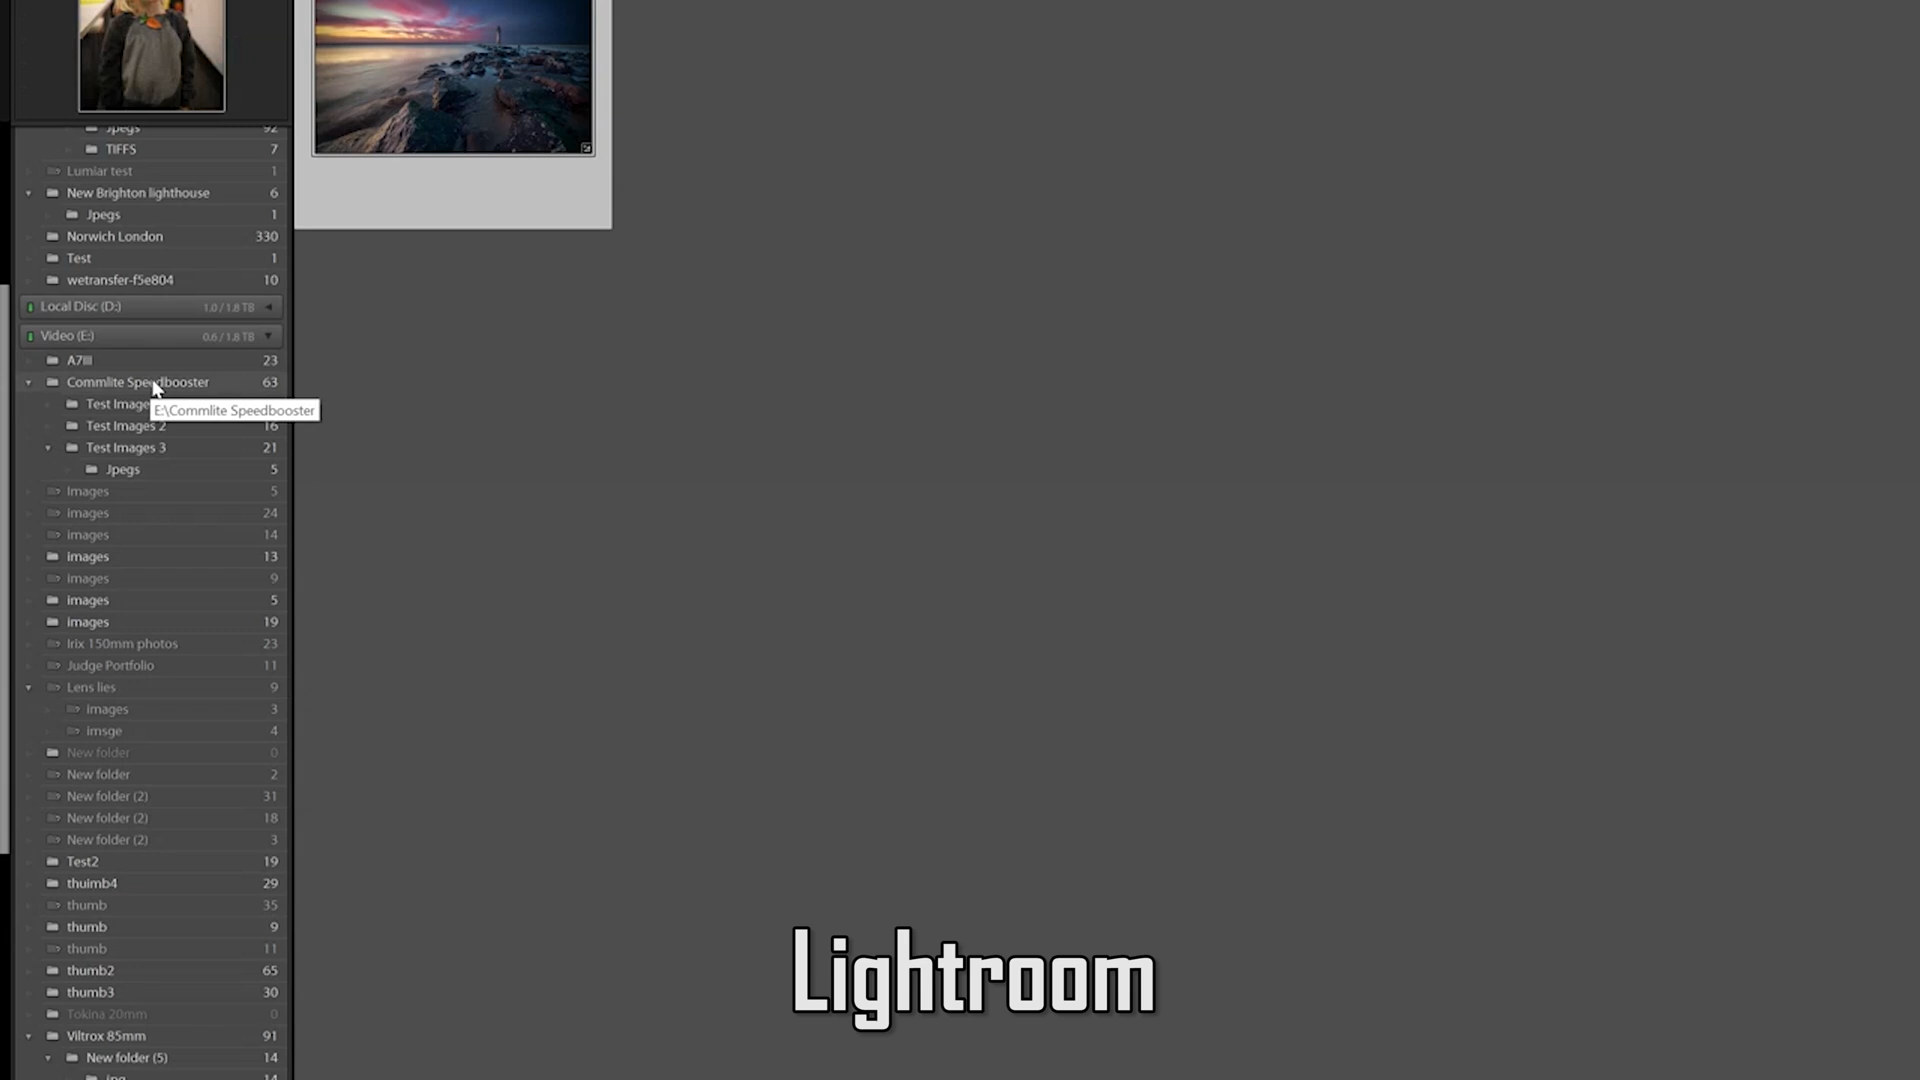 Jpegs 92
TIFFS 7
Lumiar test 1
New Brighton lighthouse 6
Jpegs 1
Norwich London 330
Test 1
wetransfer-f5e804 10
Local Disc (D:) 1.0 / 1.8 TB
Video (E:) 0.6 / 1.8 TB
A7III 23
Commlite Speedbooster 63
Test Image
E:\Commlite Speedbooster
Test Images 2 16
Test Images 3 21
Jpegs 5
Images 5
images 24
images 14
images 13
images 9
images 5
images 19
Irix 150mm photos 23
Judge Portfolio 11
Lens lies 9
images 3
imsge 4
New folder 0
New folder 2
New folder (2) 31
New folder (2) 18
New folder (2) 3
Test2 19
thuimb4 29
thumb 35
thumb 9
thumb 11
thumb2 65
thumb3 30
Tokina 20mm 0
Viltrox 85mm 91
New folder (5) 14
jpg 14
Lightroom